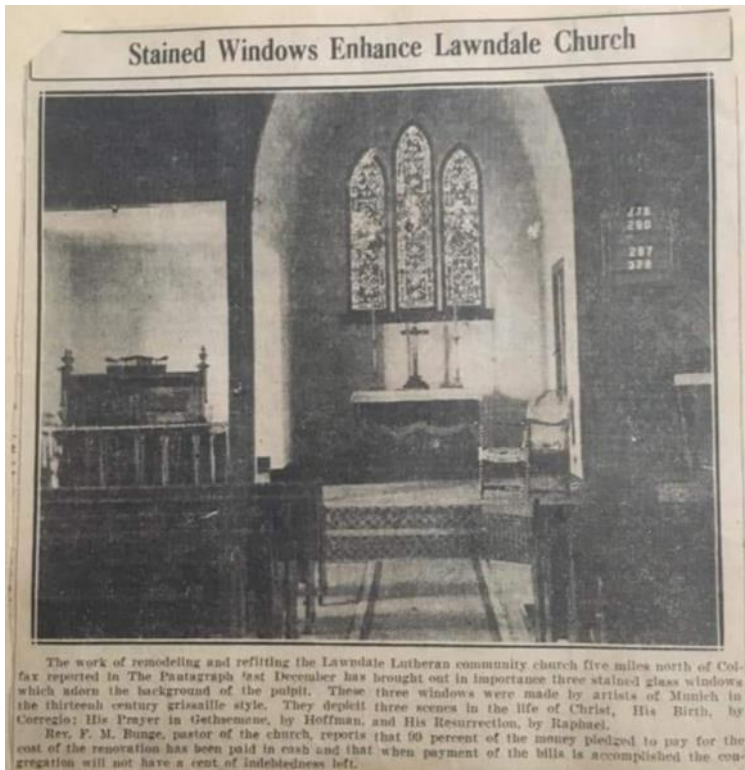 Stained Windows Enhance Lawndale Church
278
290
297
378
The work of remodeling and refitting the Lawndale Lutheran community church five miles north of Col-
fax reported in The Pantagraph last December has brought out in importance three stained glass windows
which adorn the background of the pulpit. These three windows were made by artists of Munich in
the thirteenth century grissaille style. They depict three scenes in the life of Christ, His Birth, by
Corregio; His Prayer in Gethsemane, by Hoffman, and His Resurrection, by Raphael.
Rev. F. M. Bunge, pastor of the church, reports that 90 percent of the money pledged to pay for the
cost of the renovation has been paid in cash and that when payment of the bills is accomplished the con-
gregation will not have a cent of indebtedness left.